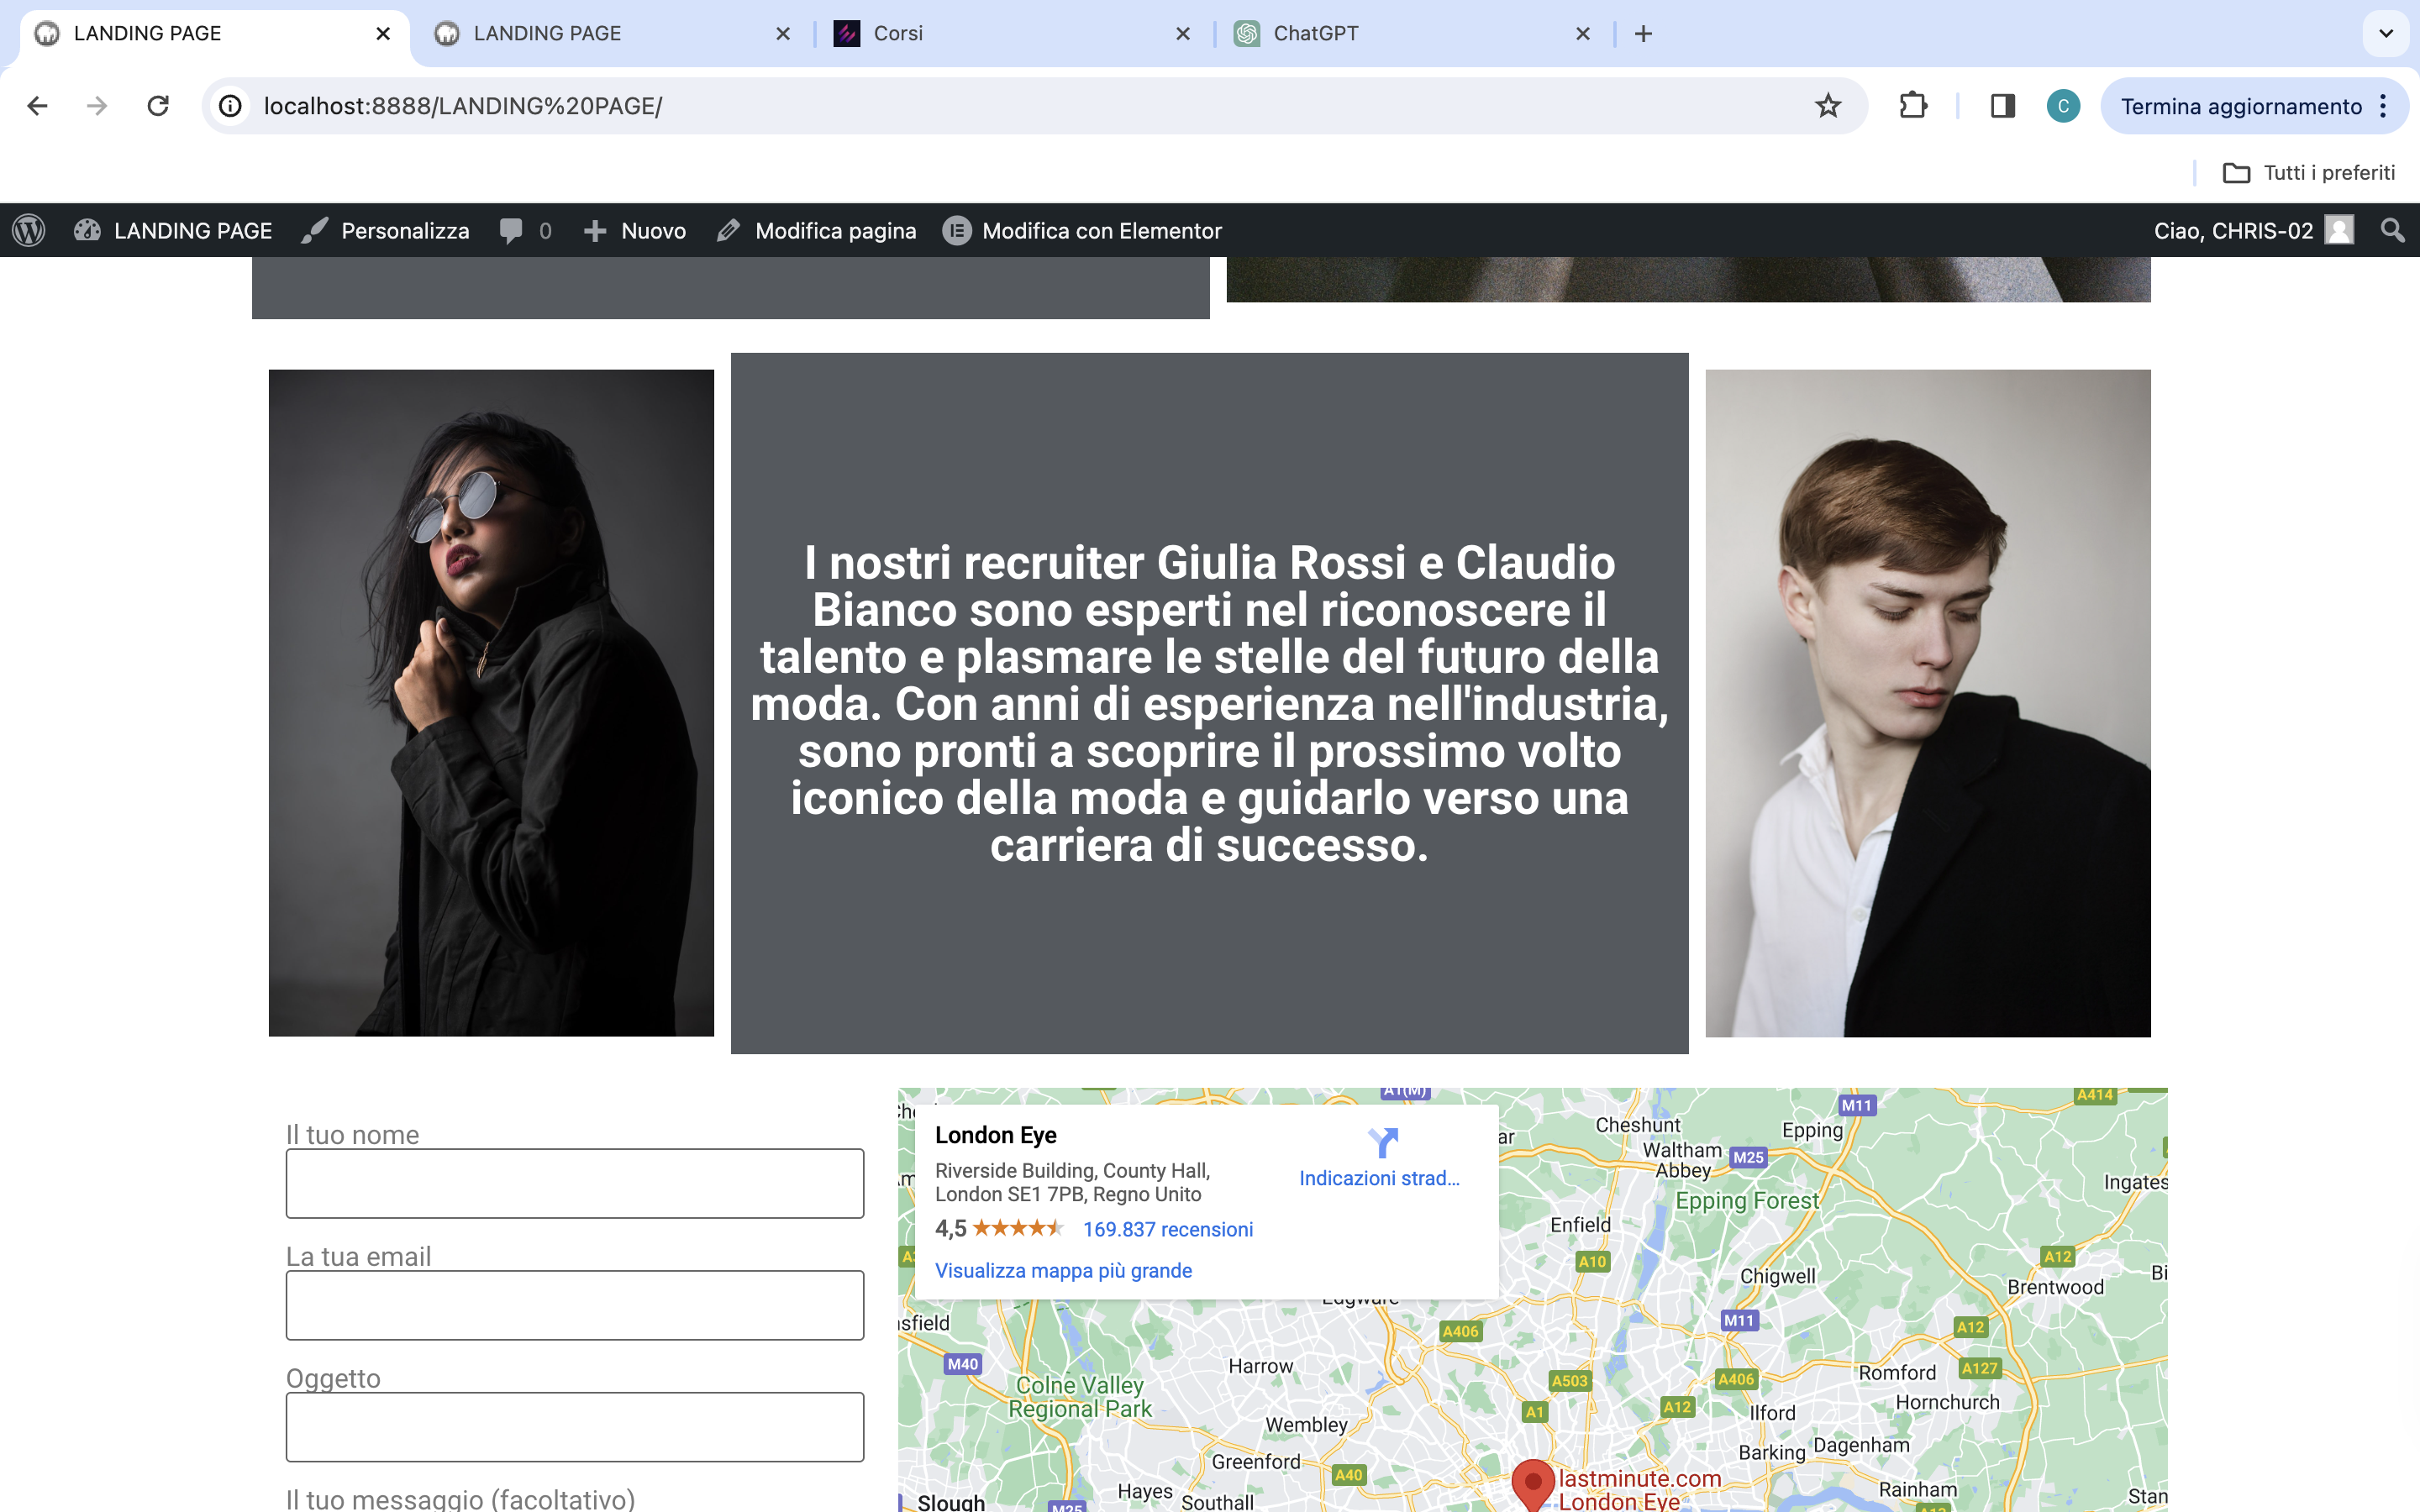 LANDING PAGE
LANDING PAGE
Corsi
ChatGPT
localhost:8888/LANDING%20PAGE/
C
Termina aggiornamento
Tutti i preferiti
LANDING PAGE
Personalizza
0
Nuovo
Modifica pagina
Modifica con Elementor
Ciao, CHRIS-02
I nostri recruiter Giulia Rossi e Claudio
Bianco sono esperti nel riconoscere il
talento e plasmare le stelle del futuro della
moda. Con anni di esperienza nell'industria,
sono pronti a scoprire il prossimo volto
iconico della moda e guidarlo verso una
carriera di successo.
Il tuo nome
La tua email
Oggetto
Il tuo messaggio (facoltativo)
London Eye
Riverside Building, County Hall,
London SE1 7PB, Regno Unito
4,5
169.837 recensioni
Visualizza mappa più grande
Indicazioni strad...
A1(M)
M11
A414
Cheshunt
Epping
Waltham
Abbey
M25
Epping Forest
Ingates
Enfield
A10
A12
Chigwell
Brentwood
Edgware
sfield
A406
M11
A12
M40
Harrow
Colne Valley
Regional Park
A503
A406
Romford
A127
Hornchurch
A1
A12
Ilford
Wembley
Barking
Dagenham
Greenford
A40
lastminute.com
London Eye
Rainham
Hayes
Southall
Slough
M25
Stan
A13